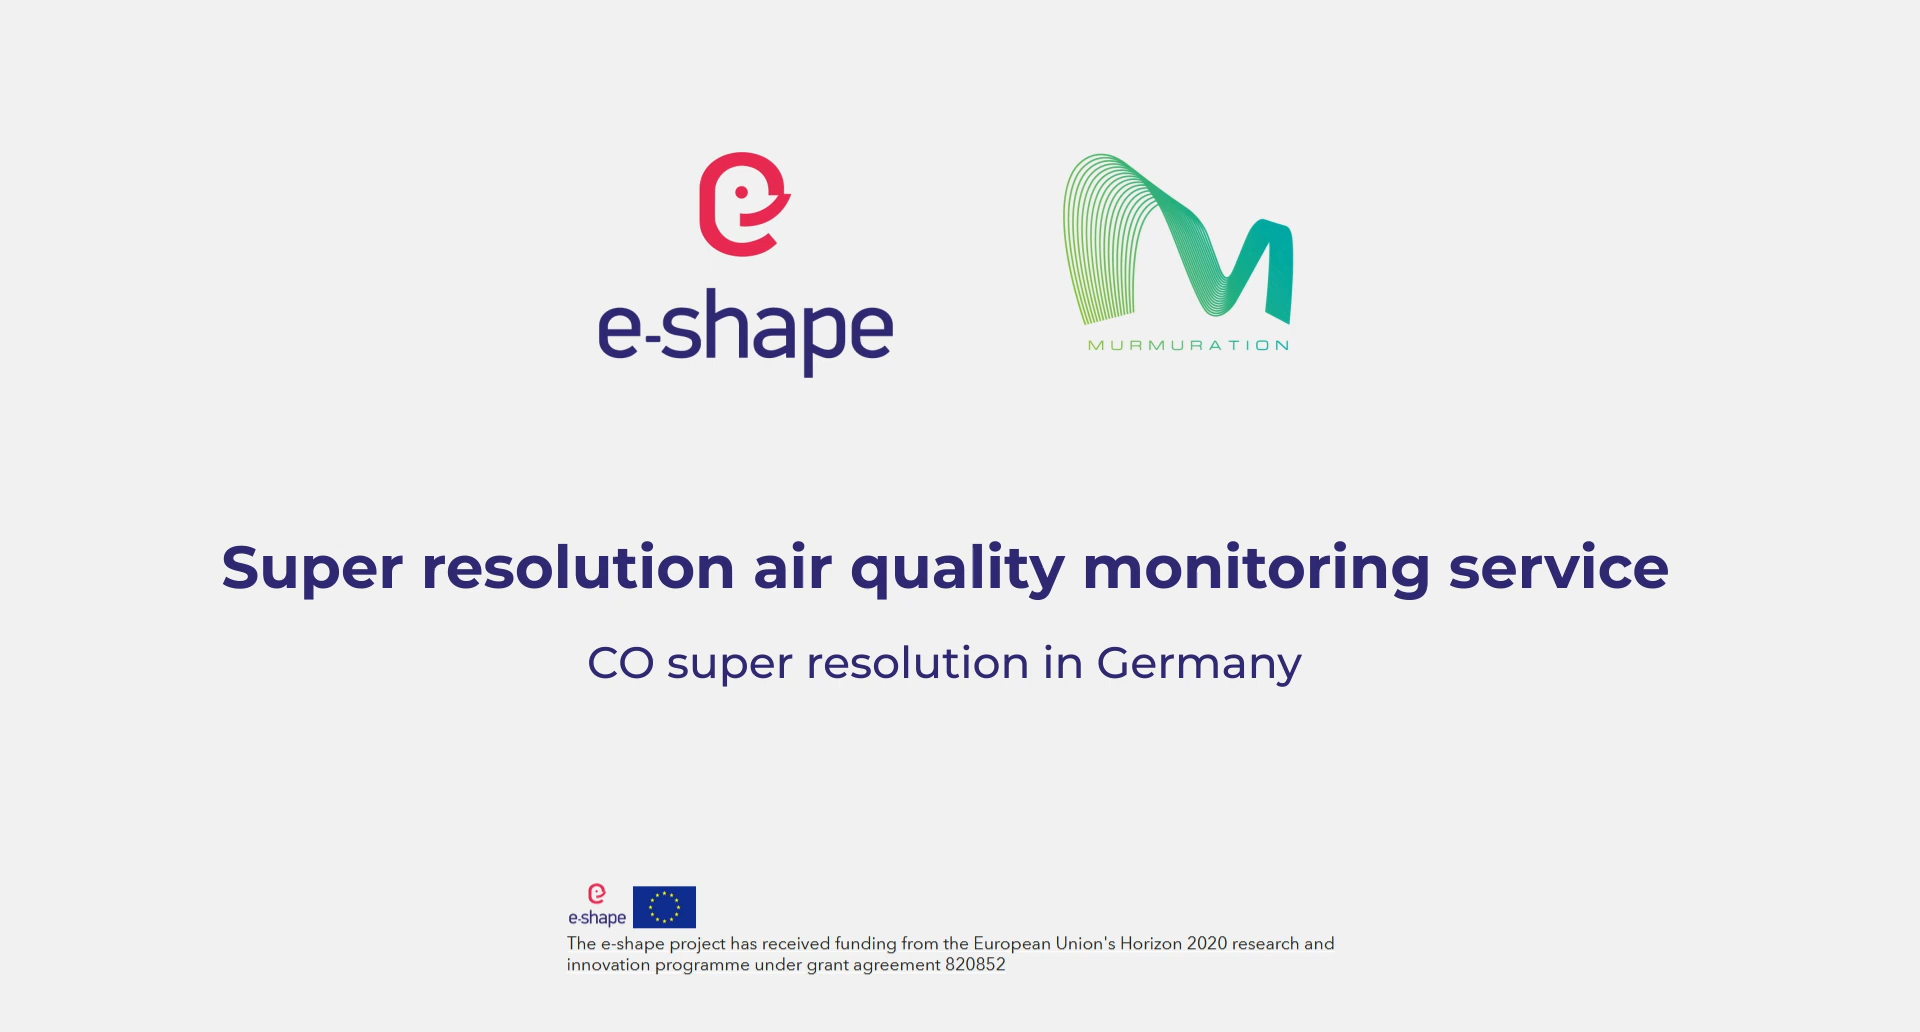 e-shape
MURMURATION
Super resolution air quality monitoring service
CO super resolution in Germany
e-shape
The e-shape project has received funding from the European Union's Horizon 2020 research and
innovation programme under grant agreement 820852